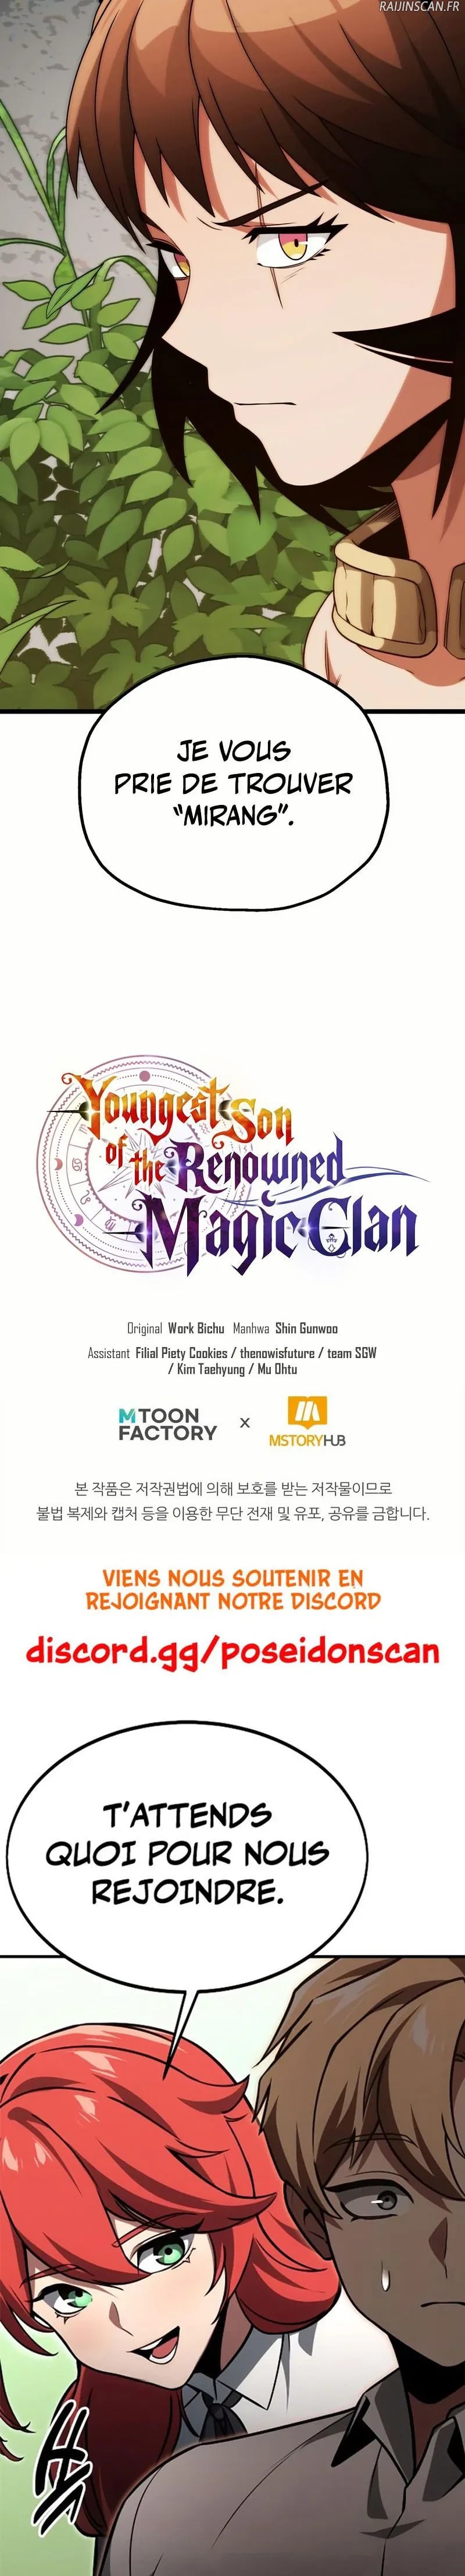 RAIJINSCAN.FR
JE VOUS
PRIE DE TROUVER
“MIRANG”.
Youngest Son
of the Renowned
Magic Clan
Original Work Bichu Manhwa Shin Gunwoo
Assistant Filial Piety Cookies / thenowisfuture / team SGW
/ Kim Taehyung / Mu Ohtu
MTOON
FACTORY
x
MSTORYHUB
본 작품은 저작권법에 의해 보호를 받는 저작물이므로
불법 복제와 캡처 등을 이용한 무단 전재 및 유포, 공유를 금합니다.
VIENS NOUS SOUTENIR EN
REJOIGNANT NOTRE DISCORD
discord.gg/poseidonscan
T'ATTENDS
QUOI POUR NOUS
REJOINDRE.